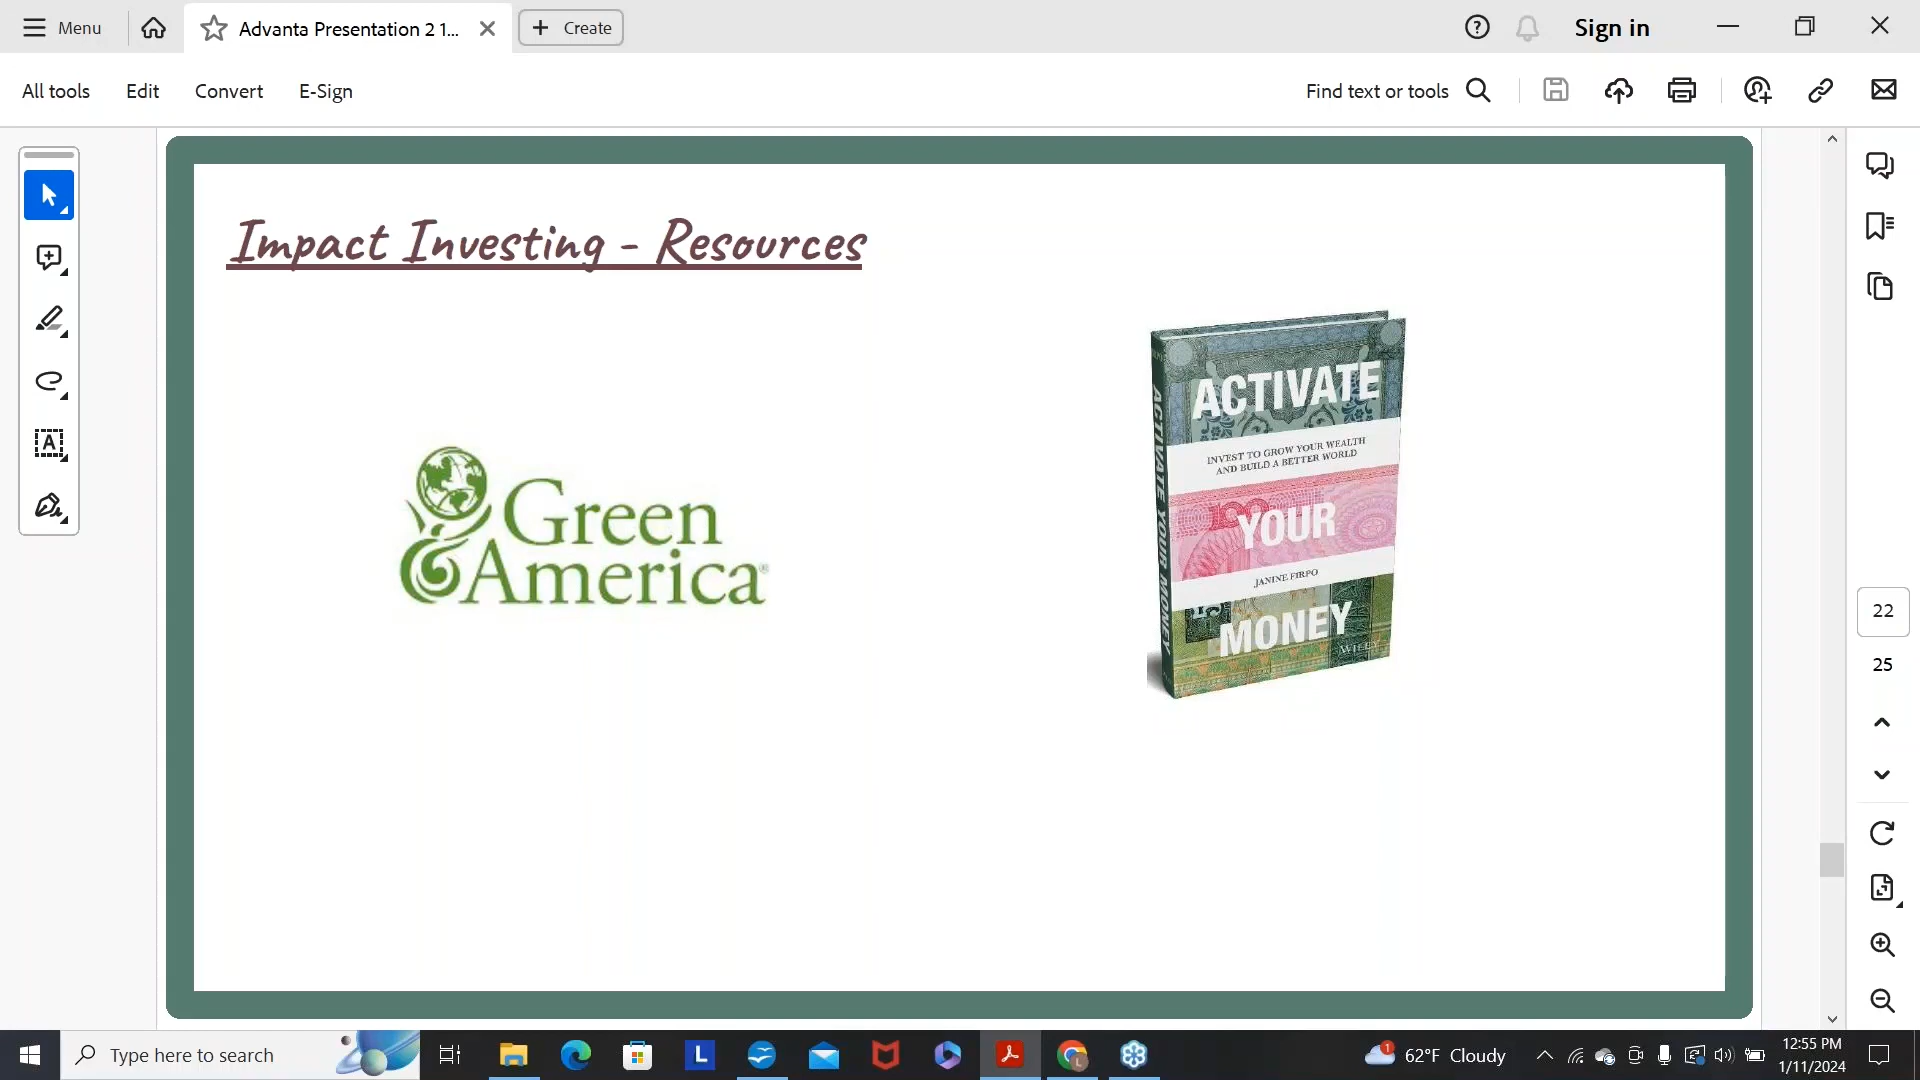 Menu
Advanta Presentation 2 1...
Create
Sign in
All tools
Edit
Convert
E-Sign
Find text or tools
Impact Investing - Resources
Green
America®
ACTIVATE
INVEST TO GROW YOUR WEALTH
AND BUILD A BETTER WORLD
YOUR
JANINE FIRPO
MONEY
WILEY
ACTIVATE YOUR MONEY
22
25
Type here to search
L
1
62°F Cloudy
12:55 PM
1/11/2024